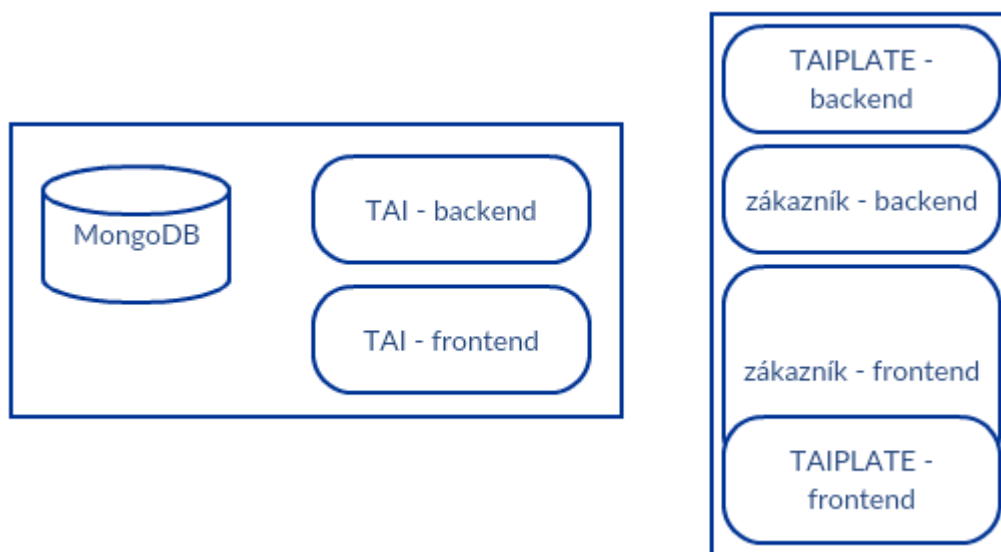 MongoDB
TAI - backend
TAI - frontend
TAIPLATE -
backend
zákazník - backend
zákazník - frontend
TAIPLATE -
frontend